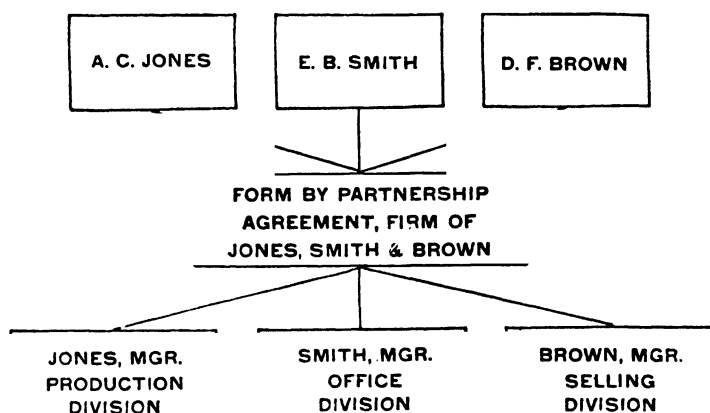 A. C. JONES
E. B. SMITH
D. F. BROWN
FORM BY PARTNERSHIP
AGREEMENT, FIRM OF
JONES, SMITH & BROWN
JONES, MGR.
PRODUCTION
DIVISION
SMITH, MGR.
OFFICE
DIVISION
BROWN, MGR.
SELLING
DIVISION